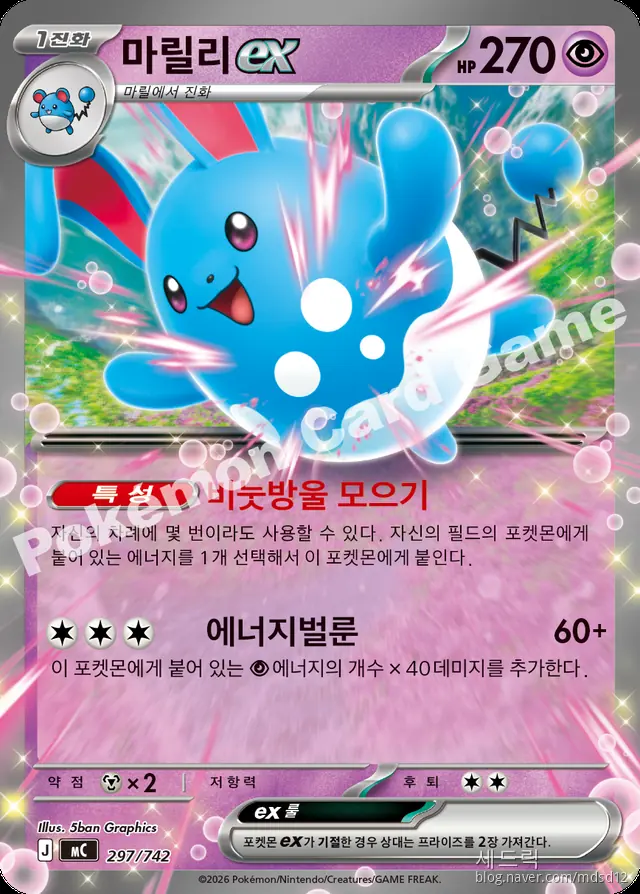 1진화
마릴리 ex
HP 270
마릴에서 진화
Pokémon Card Game
특성 비눗방울 모으기
자신의 차례에 몇 번이라도 사용할 수 있다. 자신의 필드의 포켓몬에게
붙어 있는 에너지를 1개 선택해서 이 포켓몬에게 붙인다.
에너지벌룬 60+
이 포켓몬에게 붙어 있는 에너지의 개수 × 40데미지를 추가한다.
약점 ×2 저항력 후퇴
Illus. 5ban Graphics
ex 룰
포켓몬 ex가 기절한 경우 상대는 프라이즈를 2장 가져간다.
J MC 297/742
세드릭
blog.naver.com/mdsd12
©2026 Pokémon/Nintendo/Creatures/GAME FREAK.